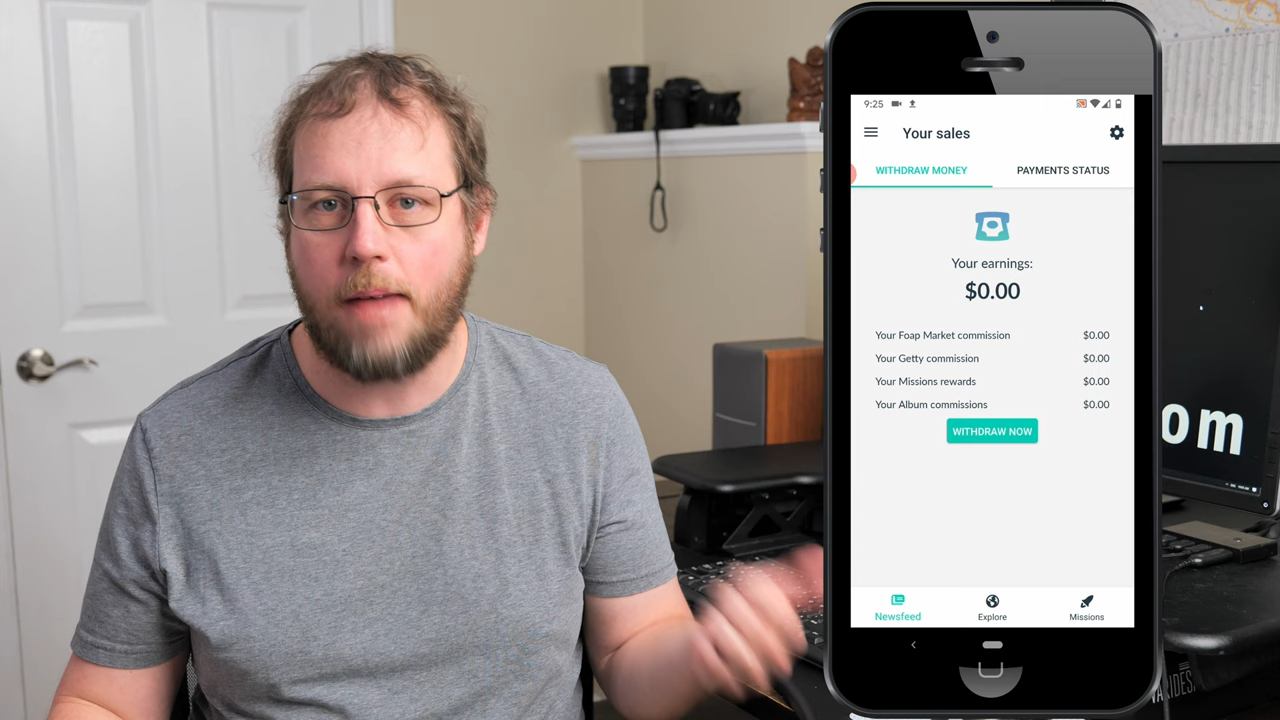 9:25
Your sales
WITHDRAW MONEY PAYMENTS STATUS
Your earnings:
$0.00
Your Foap Market commission $0.00
Your Getty commission $0.00
Your Missions rewards $0.00
Your Album commissions $0.00
WITHDRAW NOW
Newsfeed Explore Missions
om